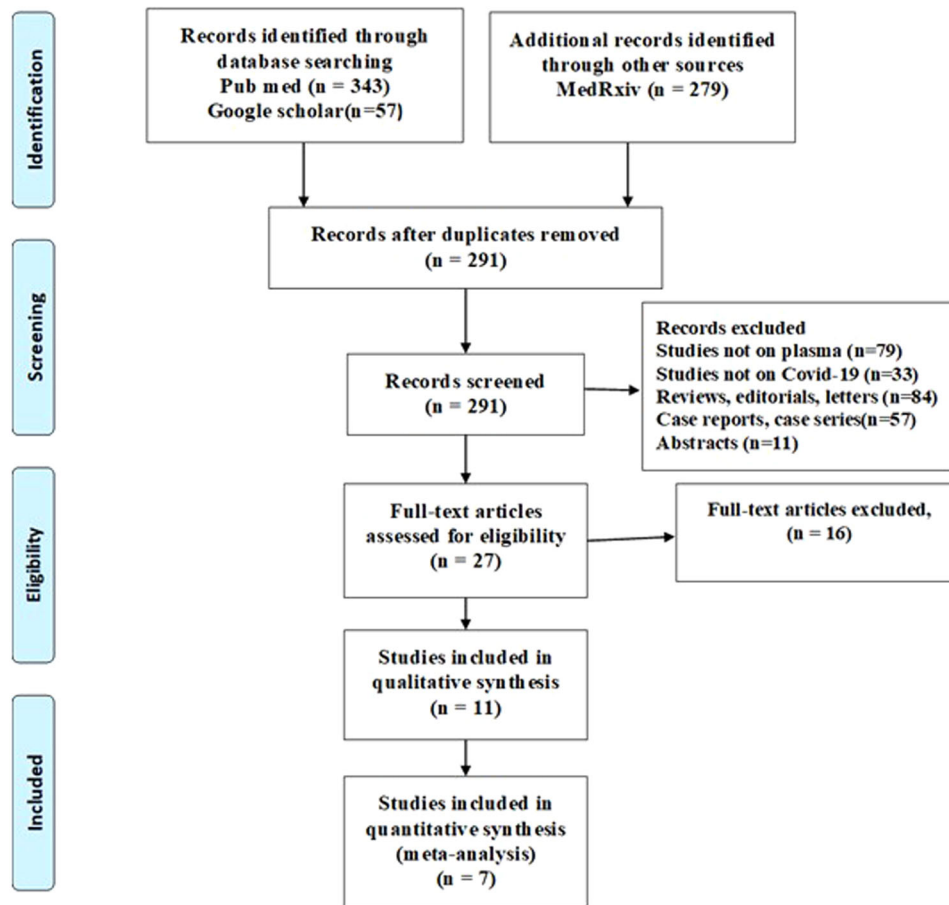 Identification
Records identified through
database searching
Pub med (n = 343)
Google scholar(n=57)
Additional records identified
through other sources
MedRxiv (n = 279)
Records after duplicates removed
(n = 291)
Screening
Records screened
(n = 291)
Records excluded
Studies not on plasma (n=79)
Studies not on Covid-19 (n=33)
Reviews, editorials, letters (n=84)
Case reports, case series(n=57)
Abstracts (n=11)
Eligibility
Full-text articles
assessed for eligibility
(n = 27)
Full-text articles excluded,
(n = 16)
Studies included in
qualitative synthesis
(n = 11)
Included
Studies included in
quantitative synthesis
(meta-analysis)
(n = 7)